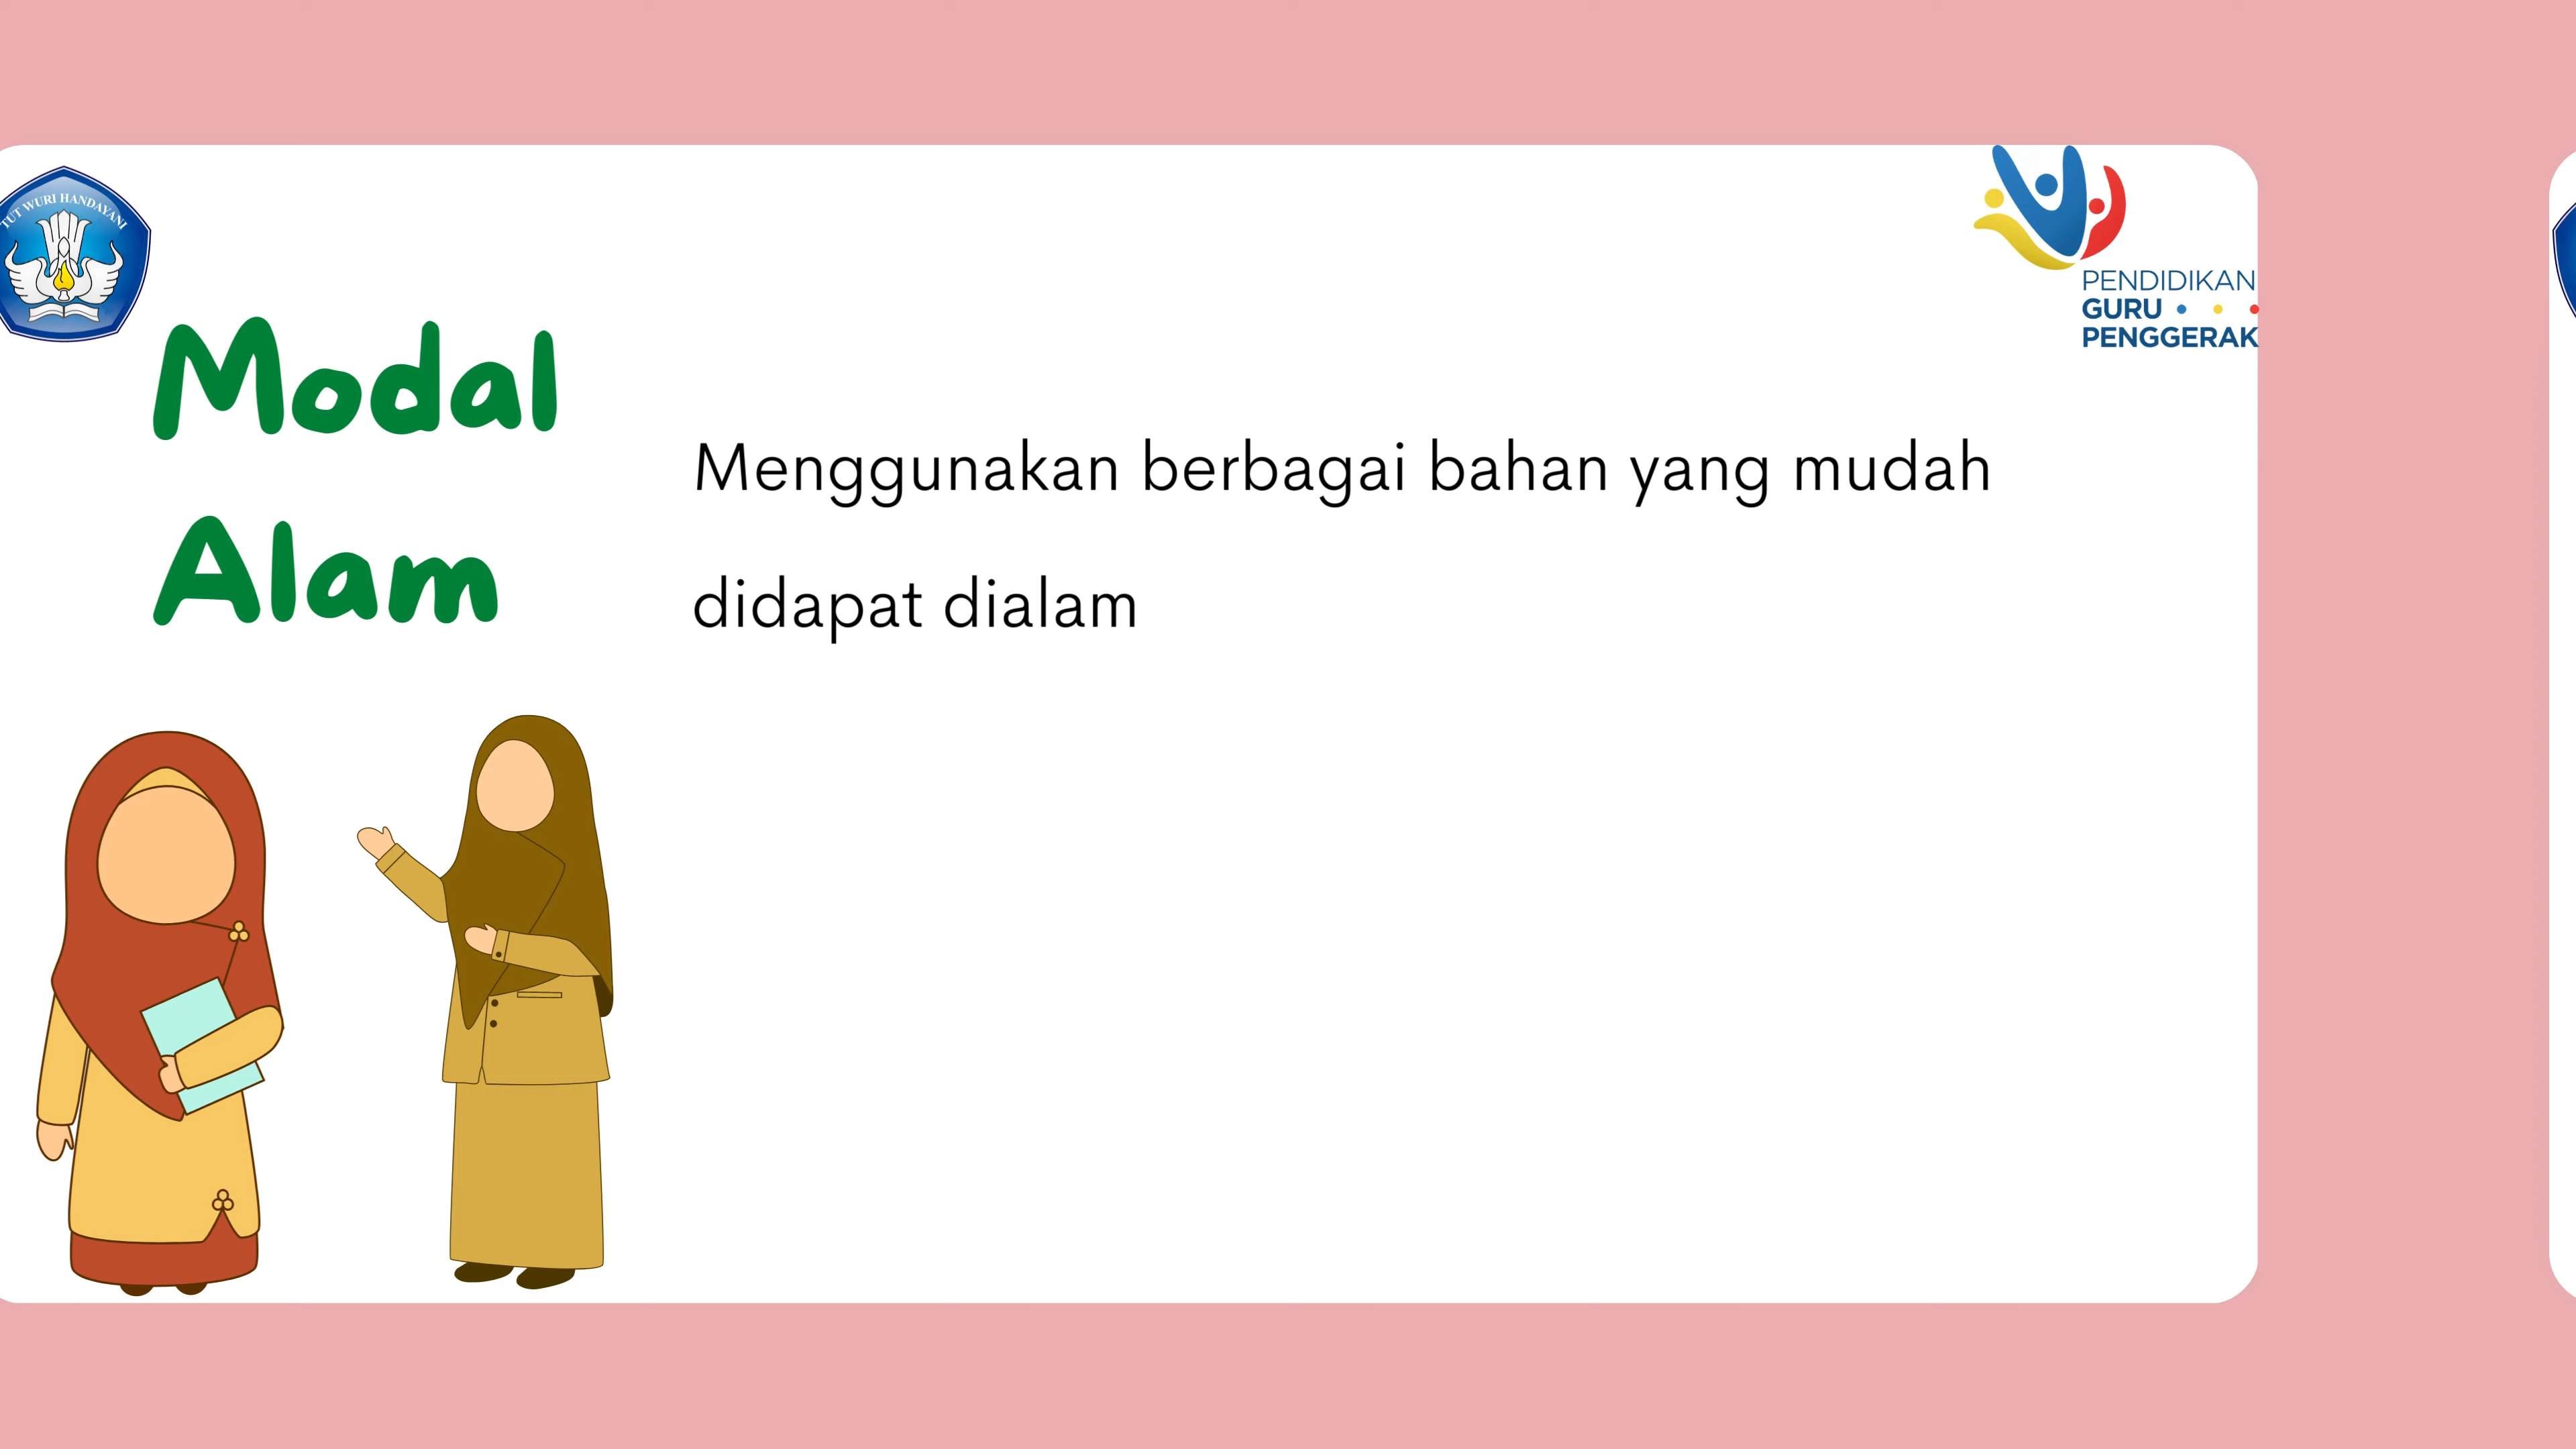 TUT WURI HANDAYANI
PENDIDIKAN
GURU
PENGGERAK
Modal
Alam
Menggunakan berbagai bahan yang mudah
didapat dialam